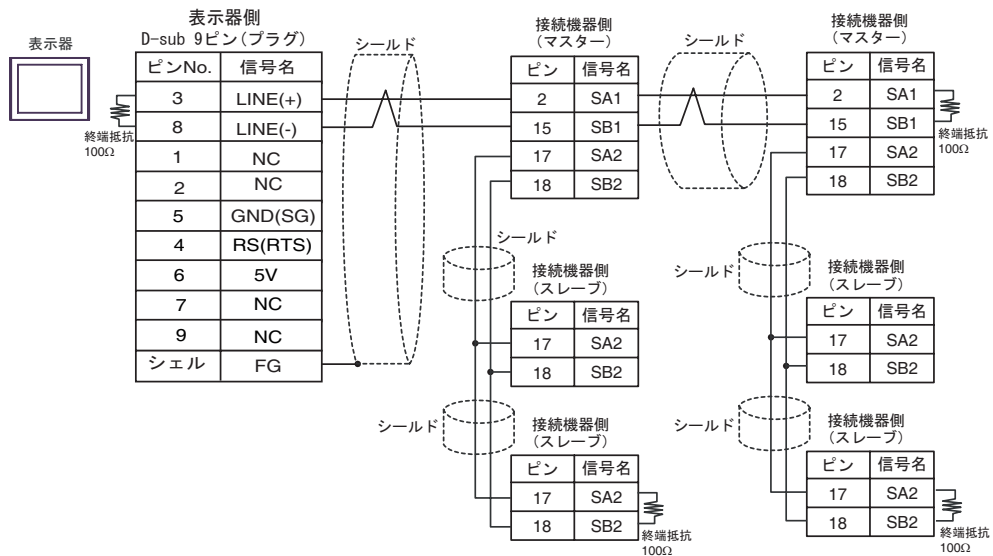 表示器
表示器側
D-sub 9ピン(プラグ)
ピンNo. 信号名
3 LINE(+)
8 LINE(-)
1 NC
2 NC
5 GND(SG)
4 RS(RTS)
6 5V
7 NC
9 NC
シェル FG
終端抵抗
100Ω
シールド
接続機器側
(マスター)
ピン 信号名
2 SA1
15 SB1
17 SA2
18 SB2
シールド
接続機器側
(マスター)
ピン 信号名
2 SA1
15 SB1
17 SA2
18 SB2
終端抵抗
100Ω
シールド
接続機器側
(スレーブ)
ピン 信号名
17 SA2
18 SB2
シールド
接続機器側
(スレーブ)
ピン 信号名
17 SA2
18 SB2
終端抵抗
100Ω
シールド
接続機器側
(スレーブ)
ピン 信号名
17 SA2
18 SB2
シールド
接続機器側
(スレーブ)
ピン 信号名
17 SA2
18 SB2
終端抵抗
100Ω